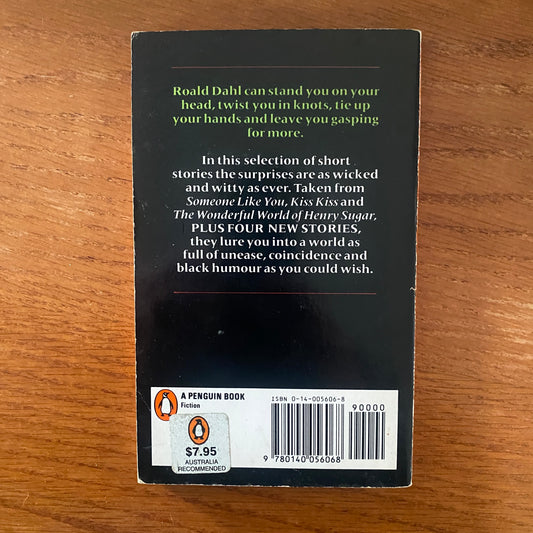 Roald Dahl can stand you on your
head, twist you in knots, tie up
your hands and leave you gasping
for more.
In this selection of short
stories the surprises are as wicked
and witty as ever. Taken from
Someone Like You, Kiss Kiss and
The Wonderful World of Henry Sugar,
PLUS FOUR NEW STORIES,
they lure you into a world as
full of unease, coincidence and
black humour as you could wish.
A PENGUIN BOOK
Fiction
$7.95
AUSTRALIA
RECOMMENDED
ISBN 0-14-005606-8
90000
9 780140 056068